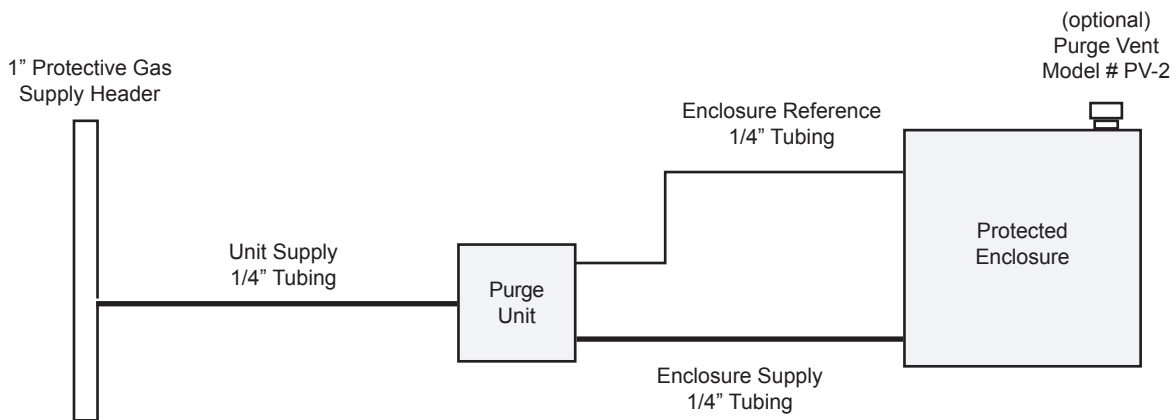 (optional)
Purge Vent
Model # PV-2
1” Protective Gas
Supply Header
Enclosure Reference
1/4” Tubing
Protected
Enclosure
Unit Supply
1/4” Tubing
Purge
Unit
Enclosure Supply
1/4” Tubing